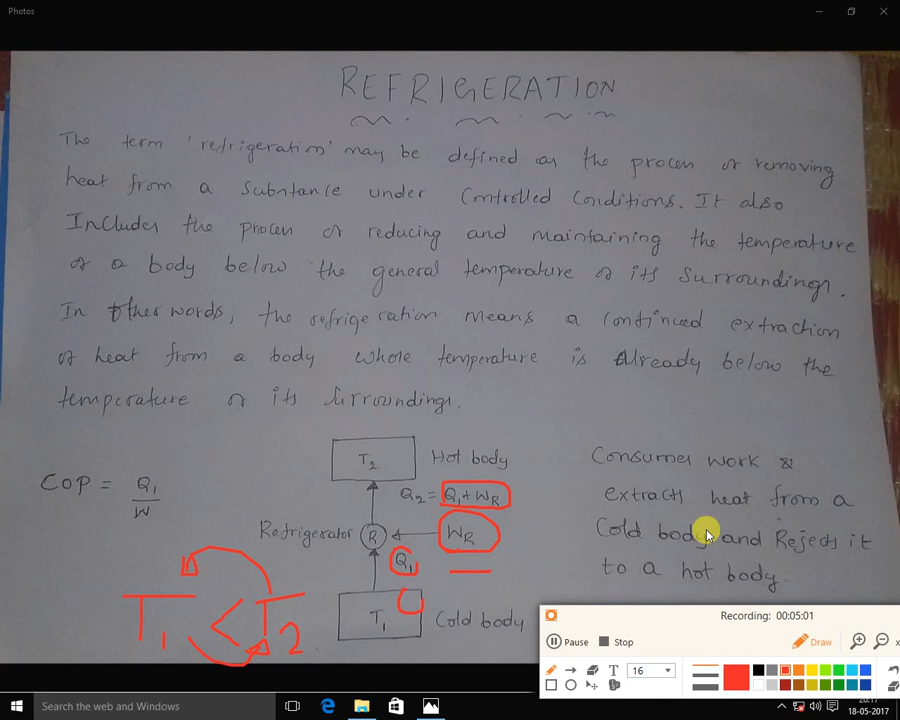 Photos
REFRIGERATION
The term 'refrigeration' may be defined as the process of removing
heat from a substance under Controlled Conditions. It also
Includes the process of reducing and maintaining the temperature
of a body below the general temperature of its surroundings.
In other words, the refrigeration means a continued extraction
of heat from a body whose temperature is already below the
temperature of its surroundings.
COP = Q1
W
T2
Hot body
Q2 = Q1 + WR
Refrigerator
R
WR
Q1
T1
Cold body
T1 < T2
Consumer work &
extracts heat from a
Cold body and Rejects it
to a hot body.
Recording: 00:05:01
Pause
Stop
Draw
T
16
Search the web and Windows
20:17
18-05-2017